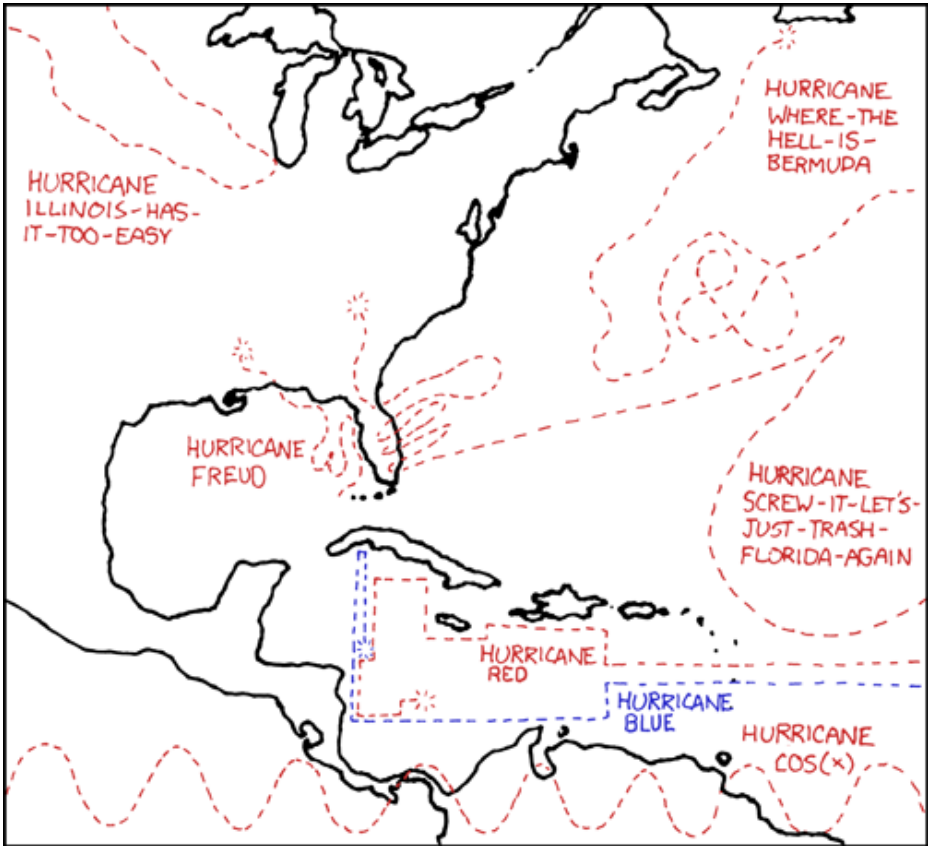 HURRICANE
WHERE-THE
HELL-IS-
BERMUDA
HURRICANE
ILLINOIS-HAS-
IT-TOO-EASY
HURRICANE
FREUD
HURRICANE
SCREW-IT-LET'S-
JUST-TRASH-
FLORIDA-AGAIN
HURRICANE
RED
HURRICANE
BLUE
HURRICANE
COS(x)